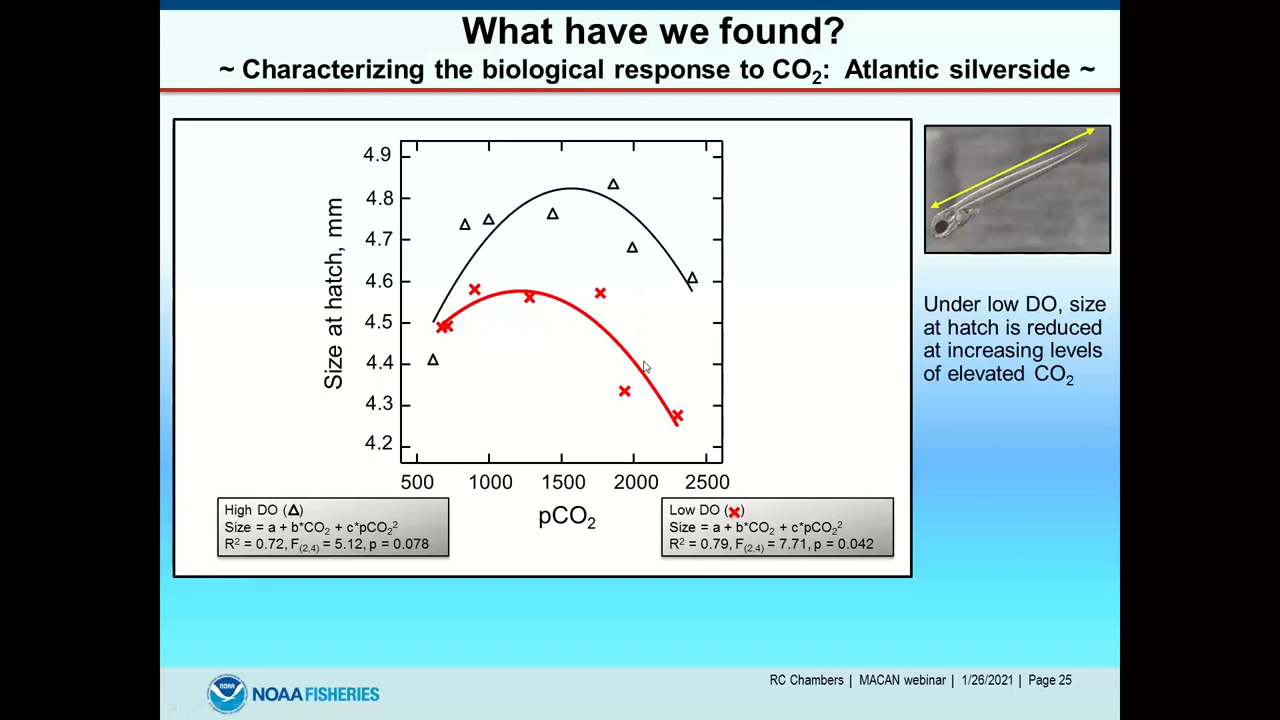 What have we found?
~ Characterizing the biological response to CO₂: Atlantic silverside ~
4.9
4.8
4.7
4.6
4.5
4.4
4.3
4.2
Size at hatch, mm
500 1000 1500 2000 2500
pCO₂
High DO (Δ)
Size = a + b*CO₂ + c*pCO₂²
R² = 0.72, F₍₂,₄₎ = 5.12, p = 0.078
Low DO (×)
Size = a + b*CO₂ + c*pCO₂²
R² = 0.79, F₍₂,₄₎ = 7.71, p = 0.042
Under low DO, size
at hatch is reduced
at increasing levels
of elevated CO₂
NOAA
NOAA FISHERIES
RC Chambers | MACAN webinar | 1/26/2021 | Page 25